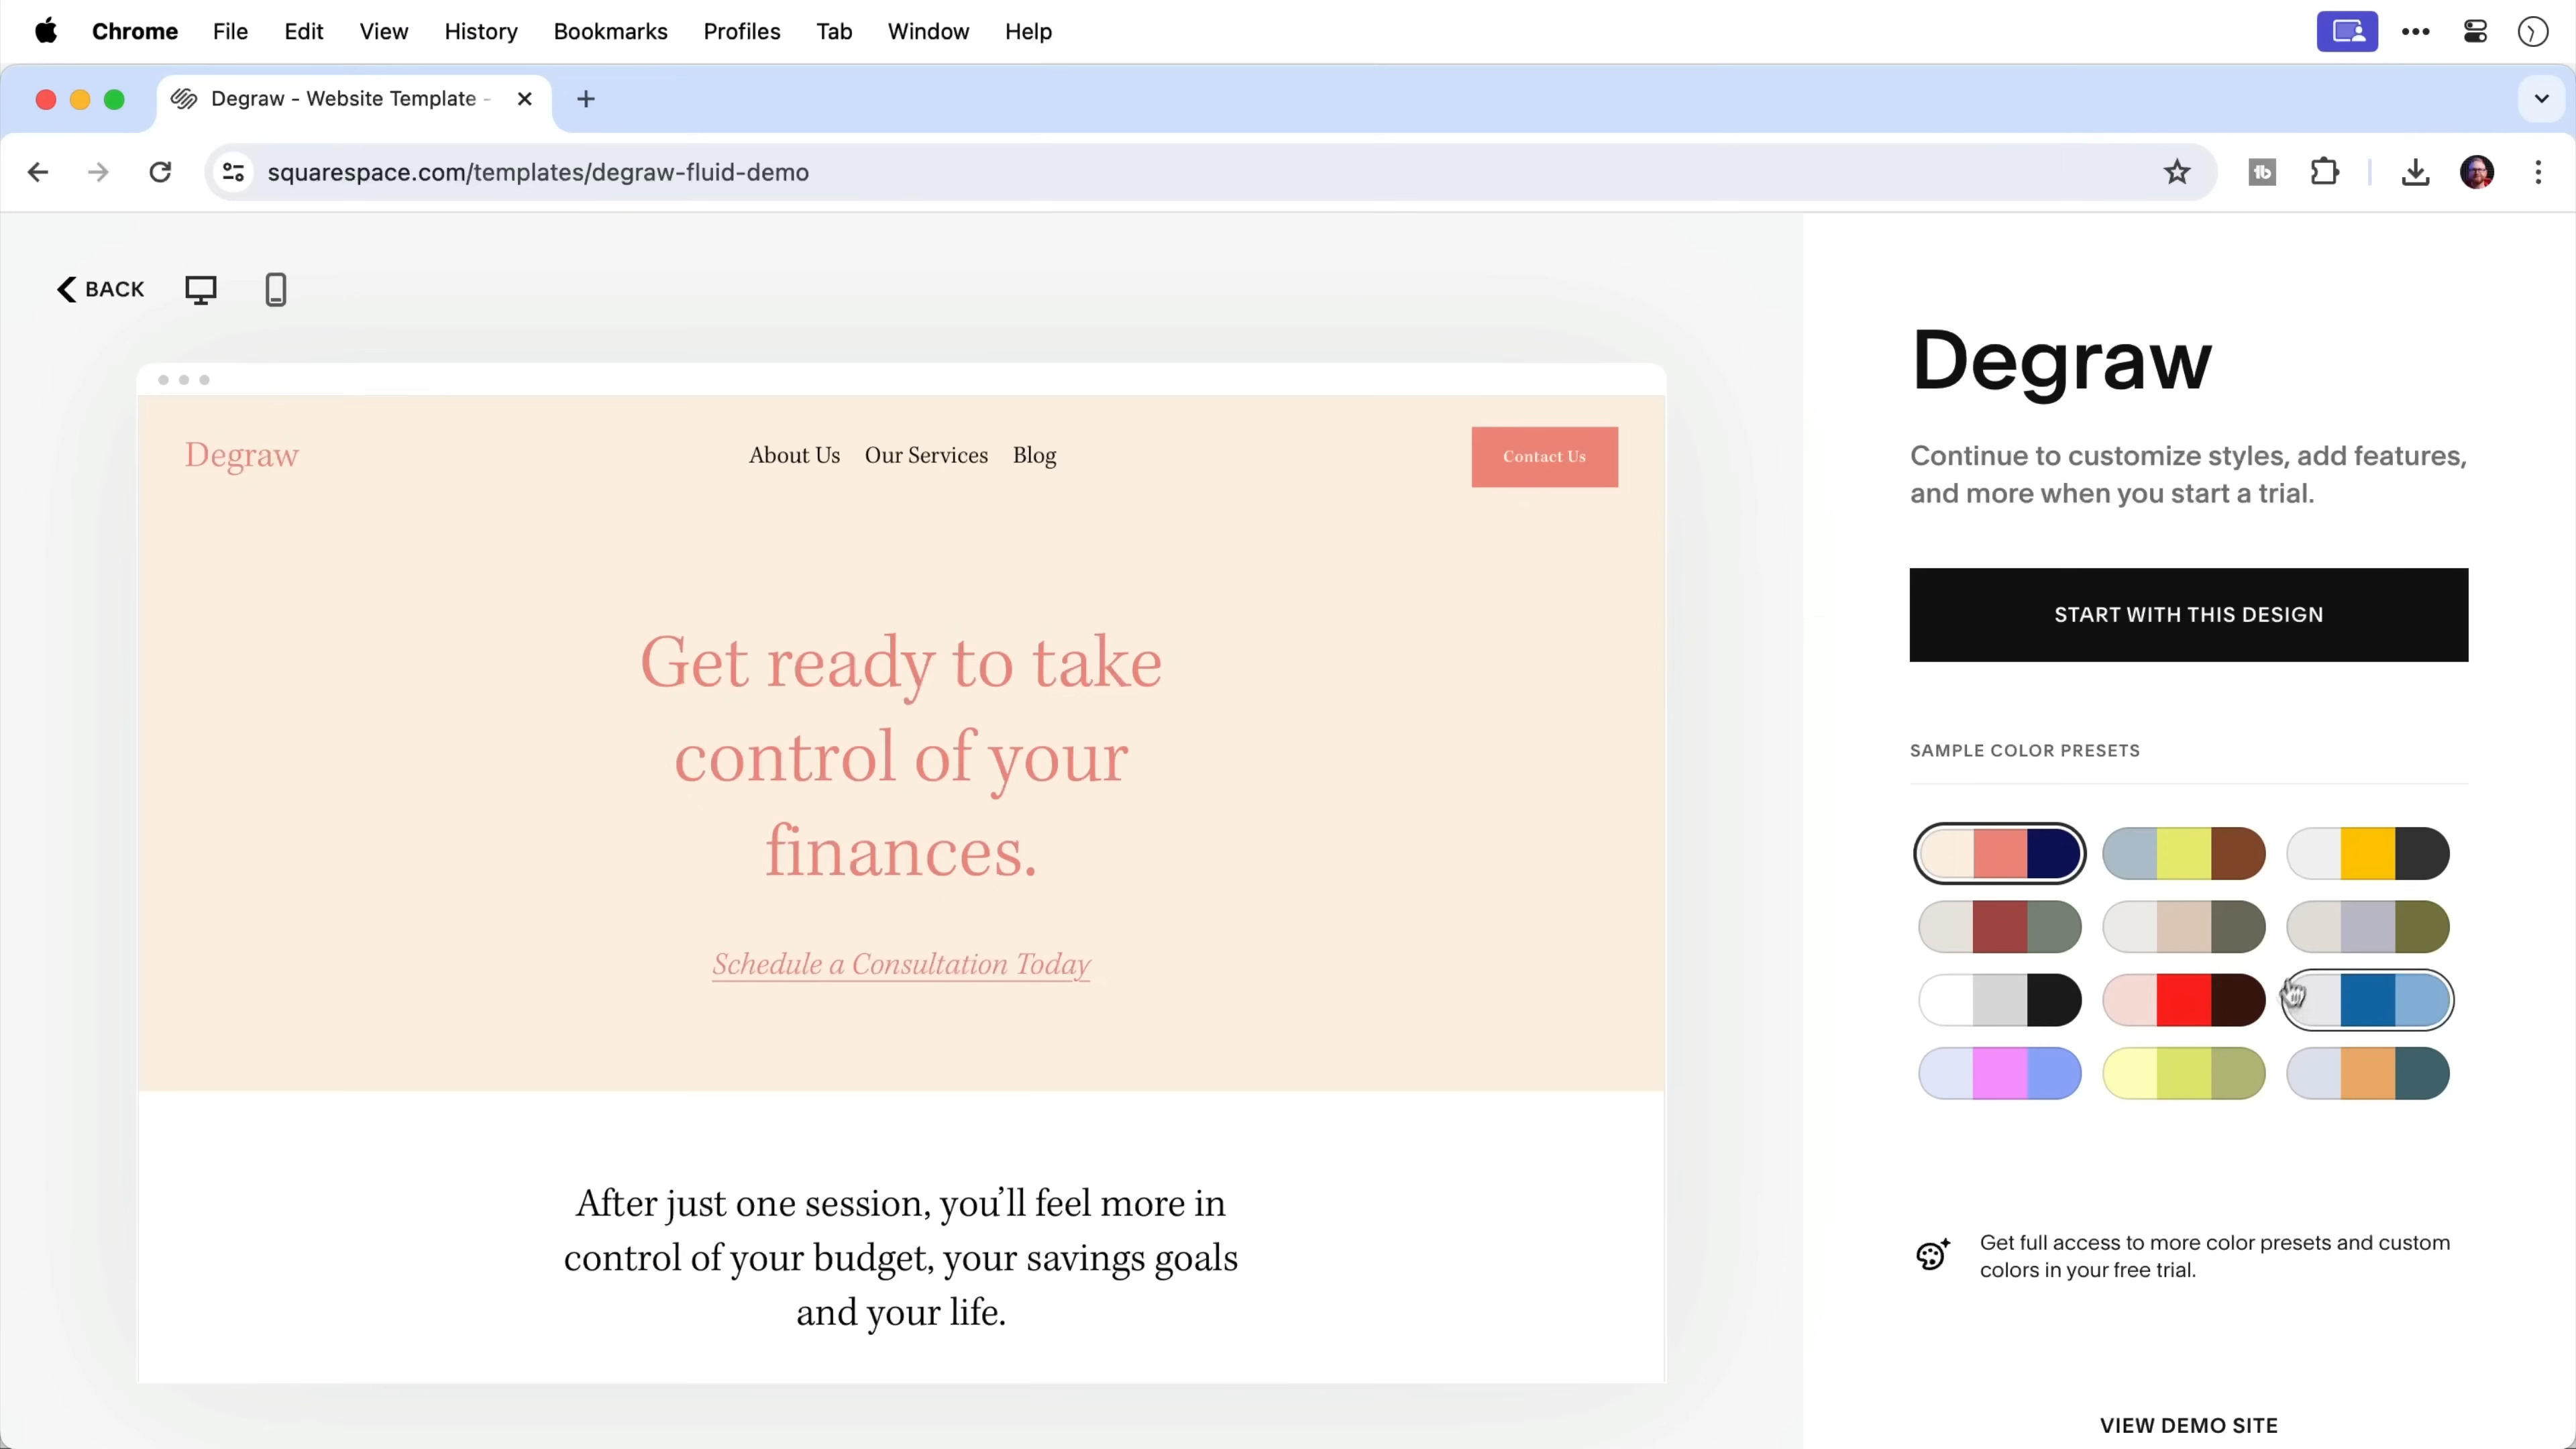 Chrome File Edit View History Bookmarks Profiles Tab Window Help
Degraw - Website Template -
squarespace.com/templates/degraw-fluid-demo
BACK
Degraw
About Us Our Services Blog
Contact Us
Get ready to take
control of your
finances.
Schedule a Consultation Today
After just one session, you’ll feel more in
control of your budget, your savings goals
and your life.
Degraw
Continue to customize styles, add features,
and more when you start a trial.
START WITH THIS DESIGN
SAMPLE COLOR PRESETS
Get full access to more color presets and custom
colors in your free trial.
VIEW DEMO SITE